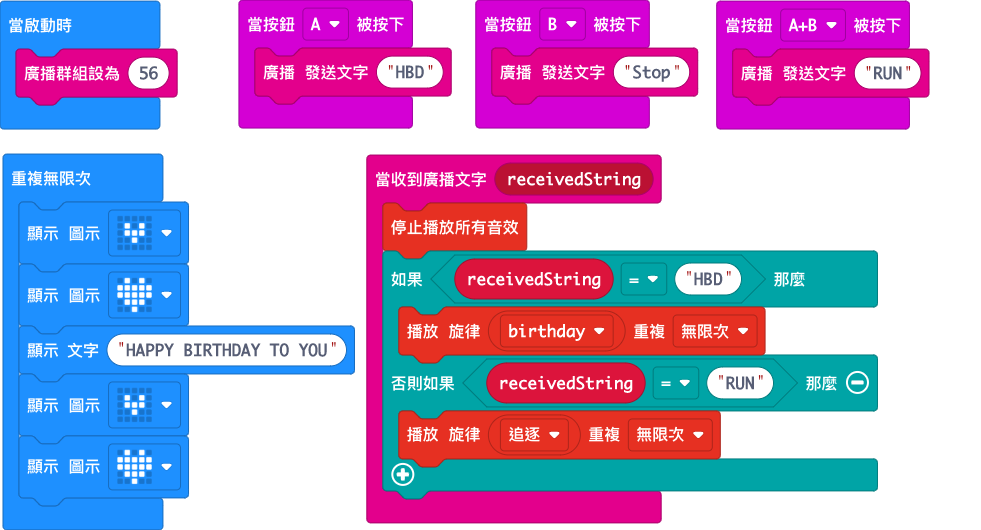 當啟動時
廣播群組設為 56
當按鈕 A 被按下
廣播 發送文字 "HBD"
當按鈕 B 被按下
廣播 發送文字 "Stop"
當按鈕 A+B 被按下
廣播 發送文字 "RUN"
重複無限次
顯示 圖示
顯示 圖示
顯示 文字 "HAPPY BIRTHDAY TO YOU"
顯示 圖示
顯示 圖示
當收到廣播文字 receivedString
停止播放所有音效
如果 receivedString = "HBD" 那麼
播放 旋律 birthday 重複 無限次
否則如果 receivedString = "RUN" 那麼
播放 旋律 追逐 重複 無限次